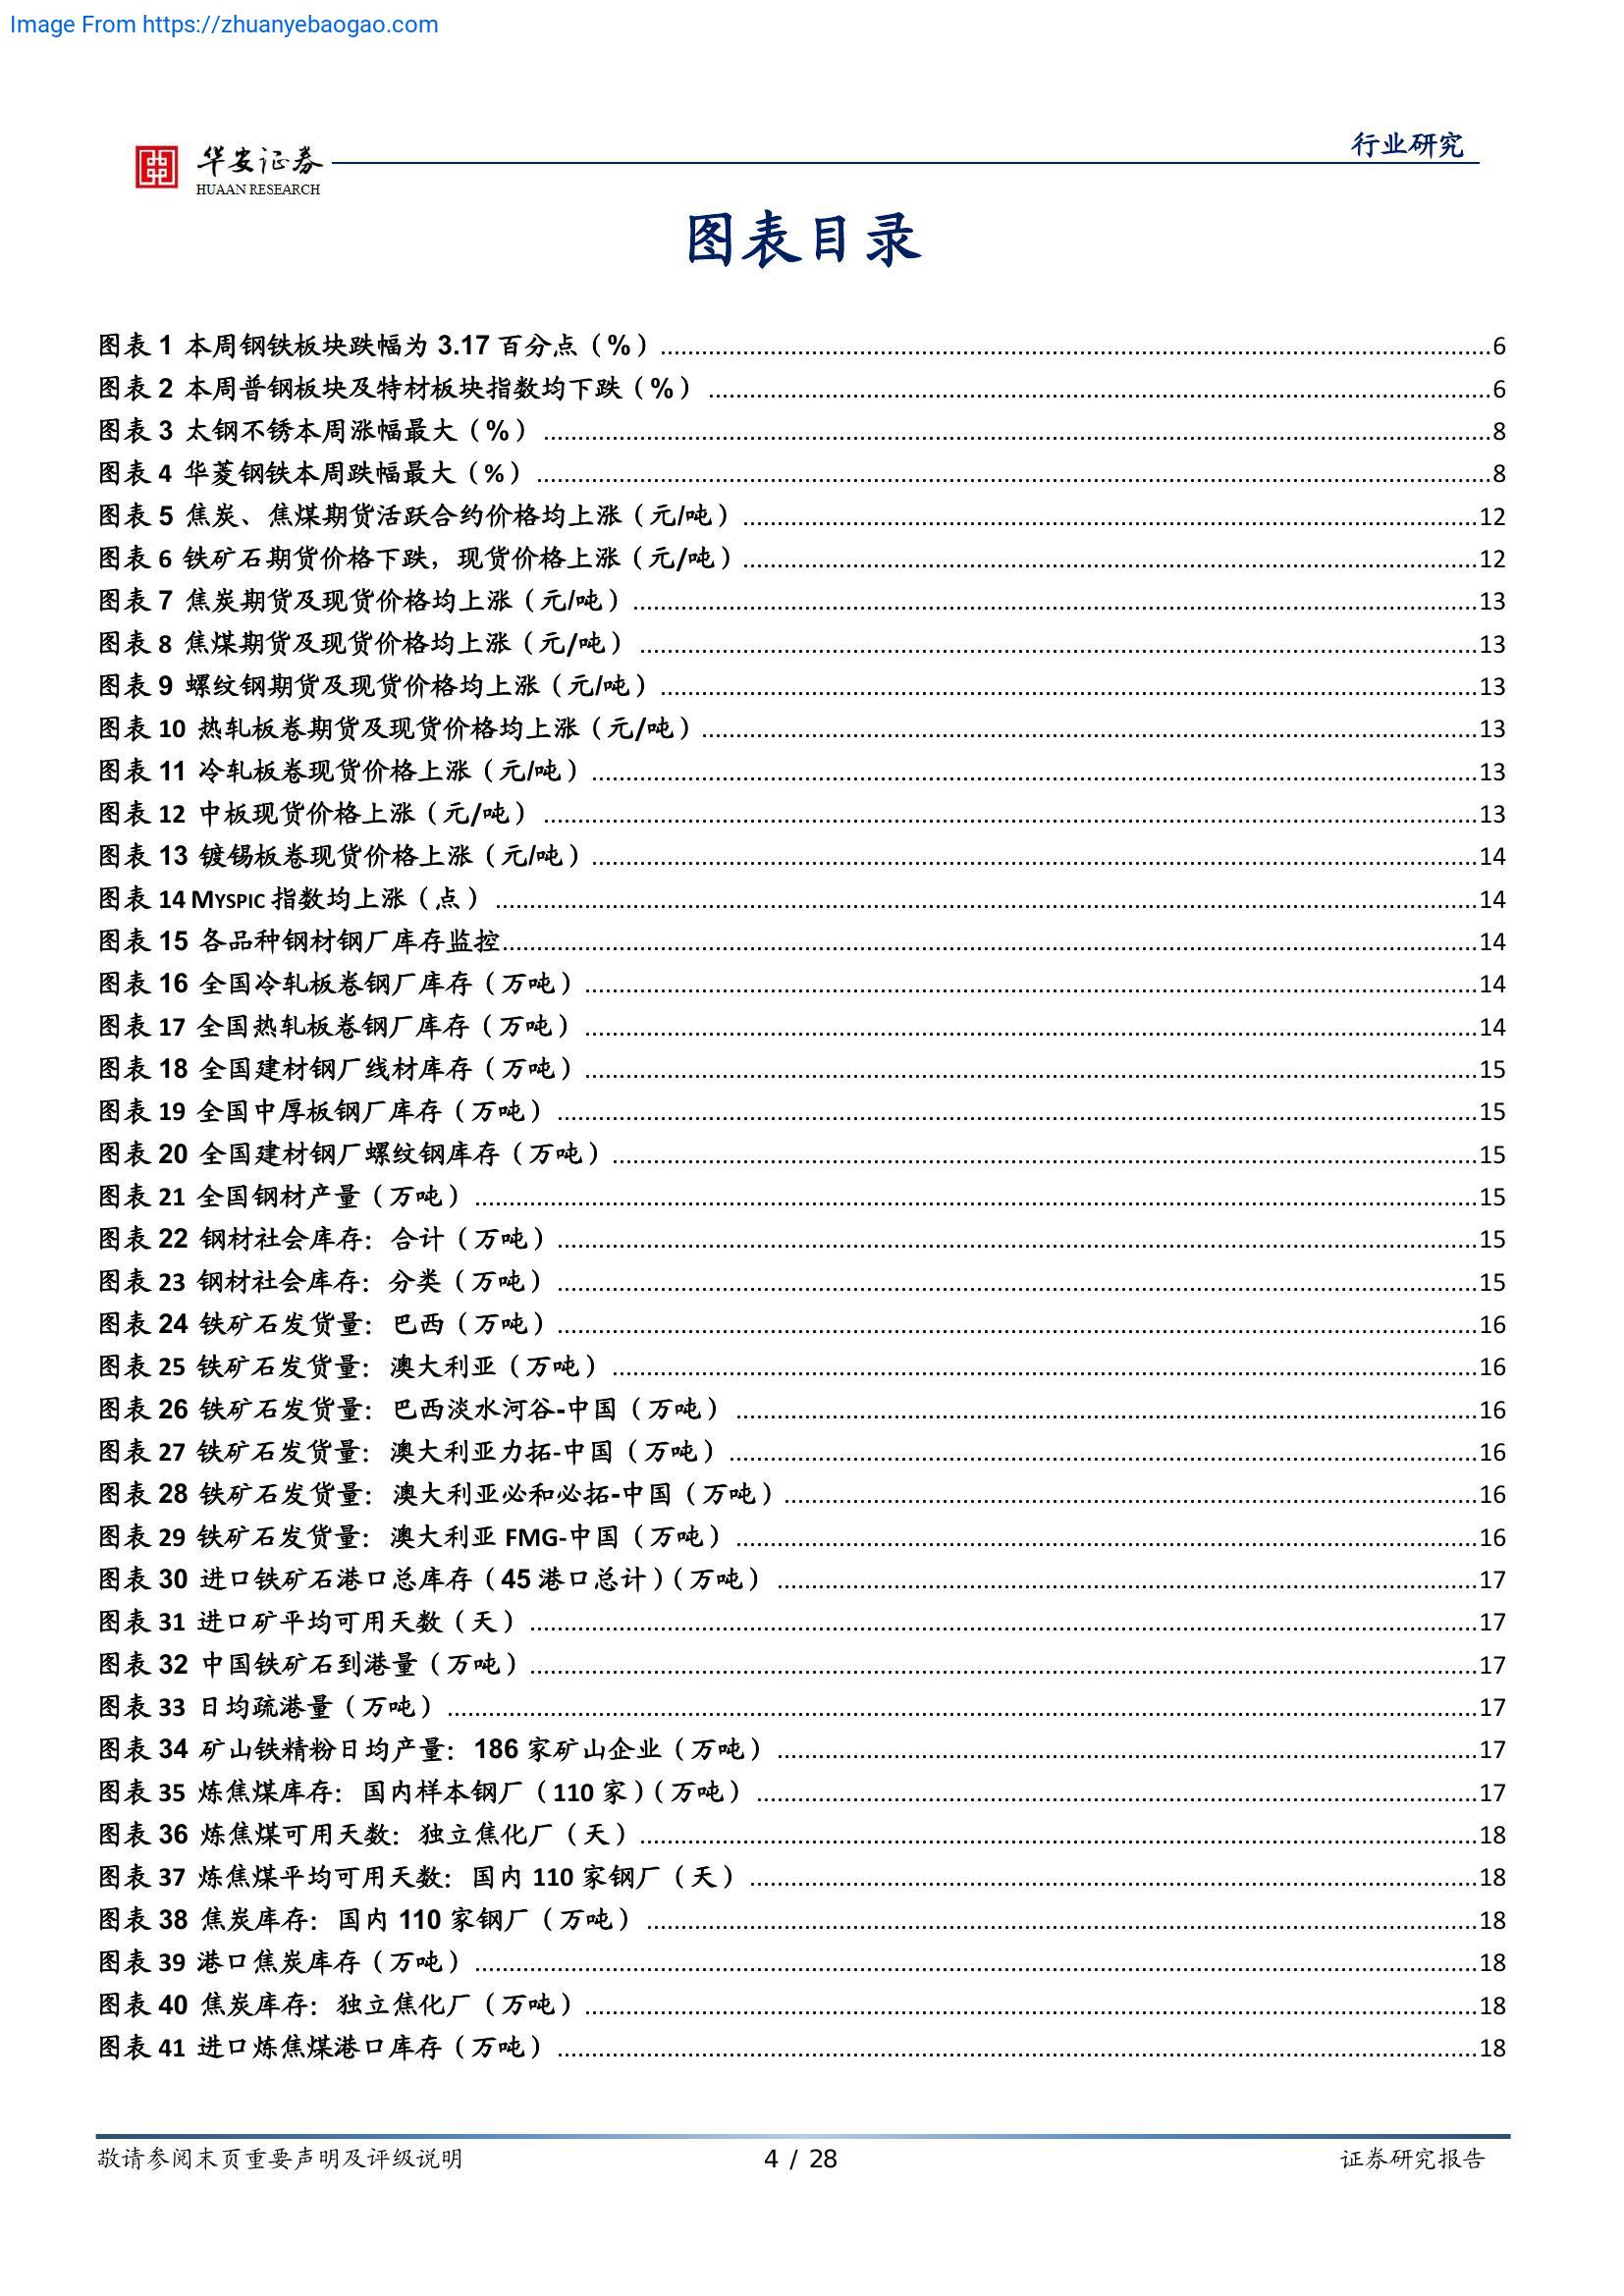 Image From https://zhuanyebaogao.com
华安证券
HUAAN RESEARCH
行业研究
图表目录
图表 1 本周钢铁板块跌幅为 3.17 百分点（%）6
图表 2 本周普钢板块及特材板块指数均下跌（%）6
图表 3 太钢不锈本周涨幅最大（%）8
图表 4 华菱钢铁本周跌幅最大（%）8
图表 5 焦炭、焦煤期货活跃合约价格均上涨（元/吨）12
图表 6 铁矿石期货价格下跌，现货价格上涨（元/吨）12
图表 7 焦炭期货及现货价格均上涨（元/吨）13
图表 8 焦煤期货及现货价格均上涨（元/吨）13
图表 9 螺纹钢期货及现货价格均上涨（元/吨）13
图表 10 热轧板卷期货及现货价格均上涨（元/吨）13
图表 11 冷轧板卷现货价格上涨（元/吨）13
图表 12 中板现货价格上涨（元/吨）13
图表 13 镀锡板卷现货价格上涨（元/吨）14
图表 14 MYSPIC 指数均上涨（点）14
图表 15 各品种钢材钢厂库存监控14
图表 16 全国冷轧板卷钢厂库存（万吨）14
图表 17 全国热轧板卷钢厂库存（万吨）14
图表 18 全国建材钢厂线材库存（万吨）15
图表 19 全国中厚板钢厂库存（万吨）15
图表 20 全国建材钢厂螺纹钢库存（万吨）15
图表 21 全国钢材产量（万吨）15
图表 22 钢材社会库存：合计（万吨）15
图表 23 钢材社会库存：分类（万吨）15
图表 24 铁矿石发货量：巴西（万吨）16
图表 25 铁矿石发货量：澳大利亚（万吨）16
图表 26 铁矿石发货量：巴西淡水河谷-中国（万吨）16
图表 27 铁矿石发货量：澳大利亚力拓-中国（万吨）16
图表 28 铁矿石发货量：澳大利亚必和必拓-中国（万吨）16
图表 29 铁矿石发货量：澳大利亚 FMG-中国（万吨）16
图表 30 进口铁矿石港口总库存（45 港口总计）（万吨）17
图表 31 进口矿平均可用天数（天）17
图表 32 中国铁矿石到港量（万吨）17
图表 33 日均疏港量（万吨）17
图表 34 矿山铁精粉日均产量：186 家矿山企业（万吨）17
图表 35 炼焦煤库存：国内样本钢厂（110 家）（万吨）17
图表 36 炼焦煤可用天数：独立焦化厂（天）18
图表 37 炼焦煤平均可用天数：国内 110 家钢厂（天）18
图表 38 焦炭库存：国内 110 家钢厂（万吨）18
图表 39 港口焦炭库存（万吨）18
图表 40 焦炭库存：独立焦化厂（万吨）18
图表 41 进口炼焦煤港口库存（万吨）18
敬请参阅末页重要声明及评级说明
4 / 28
证券研究报告